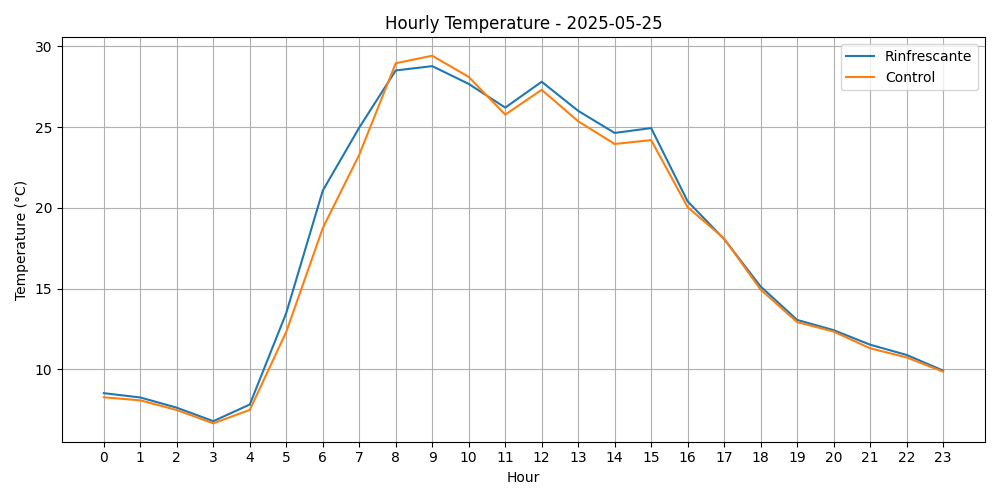 Hourly Temperature - 2025-05-25
Rinfrescante
Control
Temperature (°C)
30
25
20
15
10
0 1 2 3 4 5 6 7 8 9 10 11 12 13 14 15 16 17 18 19 20 21 22 23
Hour